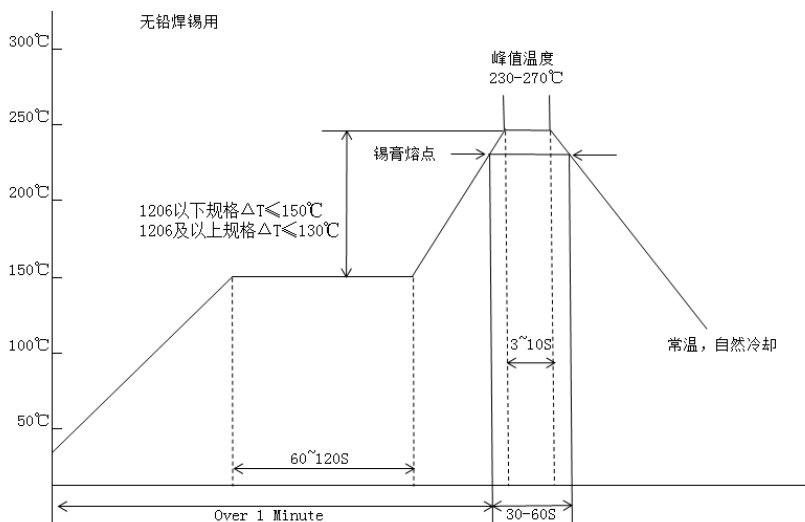 无铅焊锡用
300℃
峰值温度
230-270℃
250℃
锡膏熔点
200℃
1206以下规格△T≤150℃
1206及以上规格△T≤130℃
150℃
100℃
3~10S
常温，自然冷却
50℃
60~120S
Over 1 Minute
30-60S